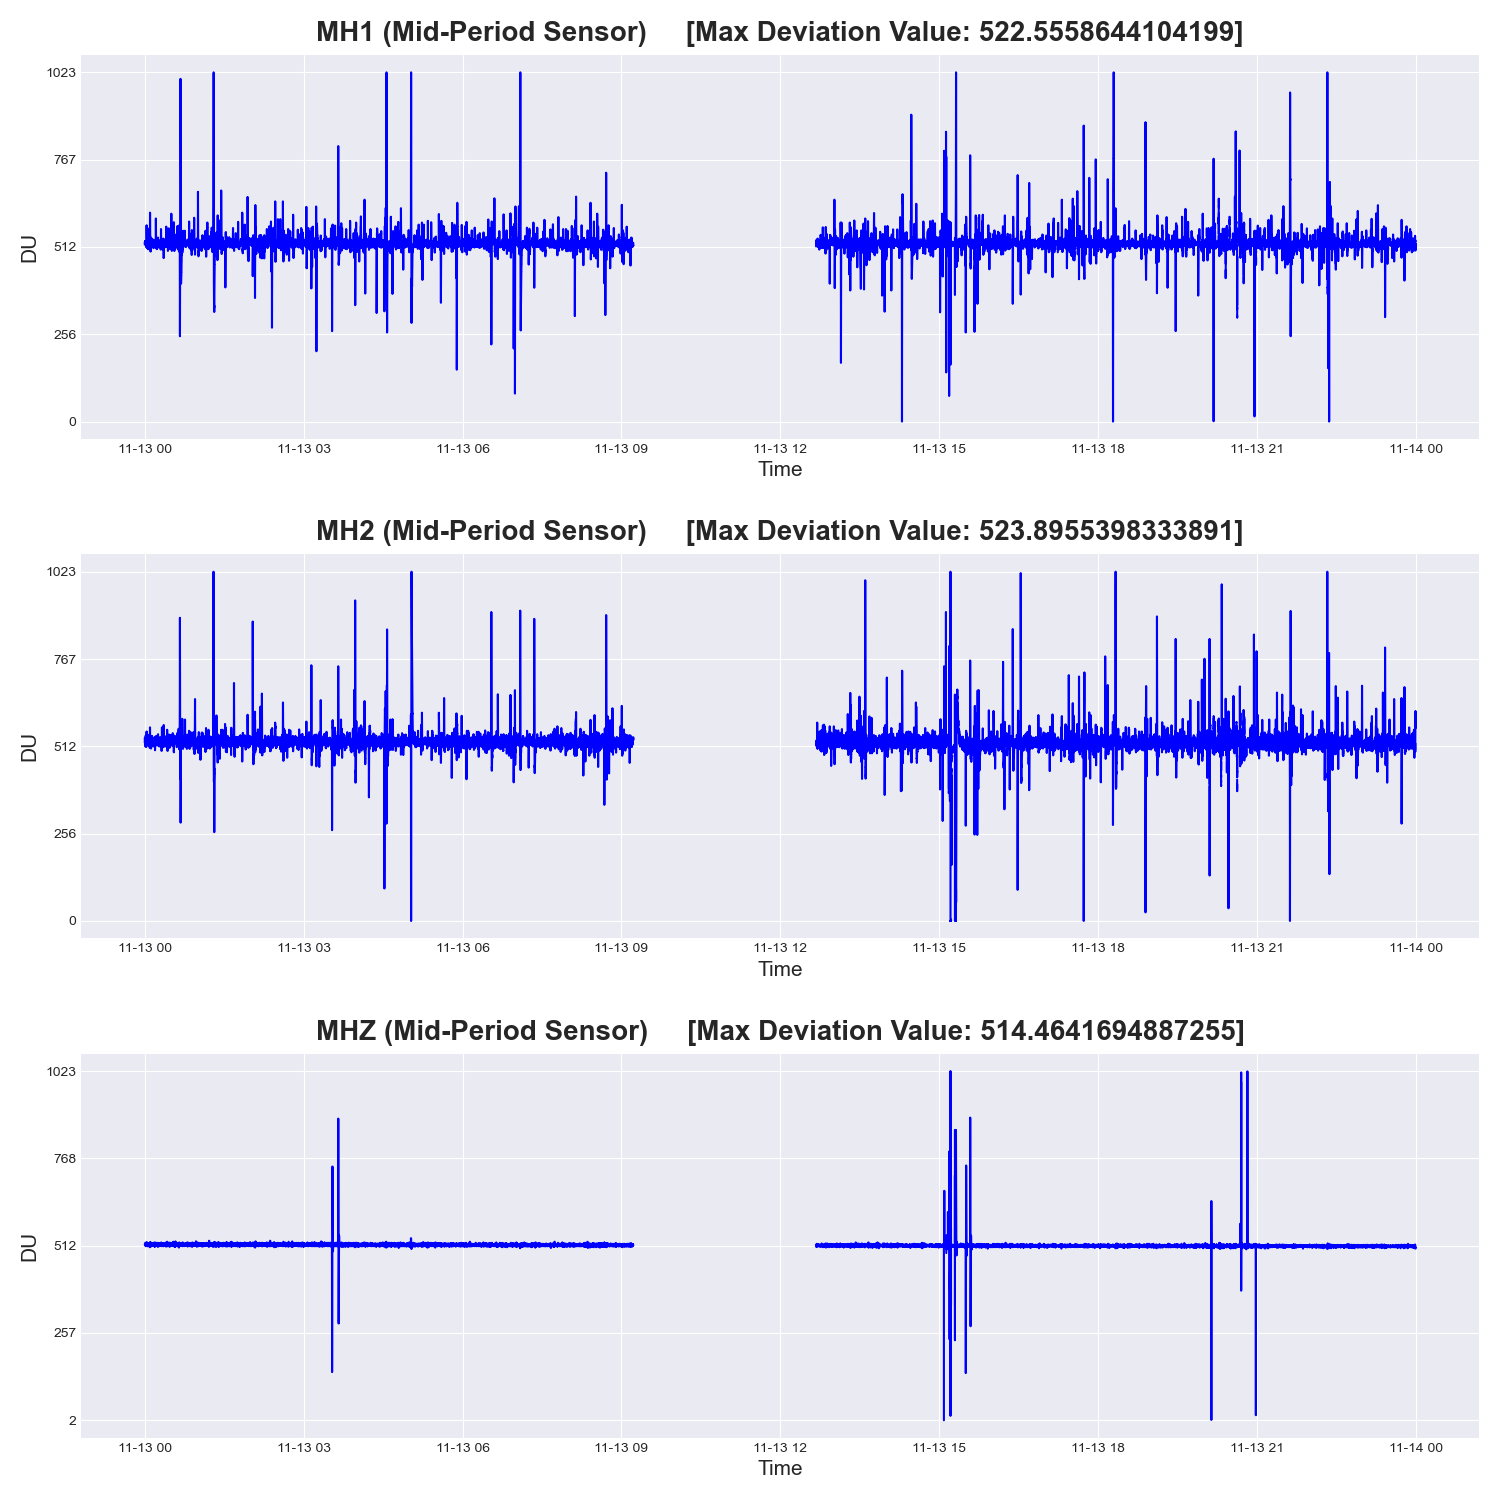 MH1 (Mid-Period Sensor) [Max Deviation Value: 522.5558644104199]
1023
767
512
256
0
DU
11-13 00 11-13 03 11-13 06 11-13 09 11-13 12 11-13 15 11-13 18 11-13 21 11-14 00
Time
MH2 (Mid-Period Sensor) [Max Deviation Value: 523.8955398333891]
1023
767
512
256
0
DU
11-13 00 11-13 03 11-13 06 11-13 09 11-13 12 11-13 15 11-13 18 11-13 21 11-14 00
Time
MHZ (Mid-Period Sensor) [Max Deviation Value: 514.4641694887255]
1023
768
512
257
2
DU
11-13 00 11-13 03 11-13 06 11-13 09 11-13 12 11-13 15 11-13 18 11-13 21 11-14 00
Time